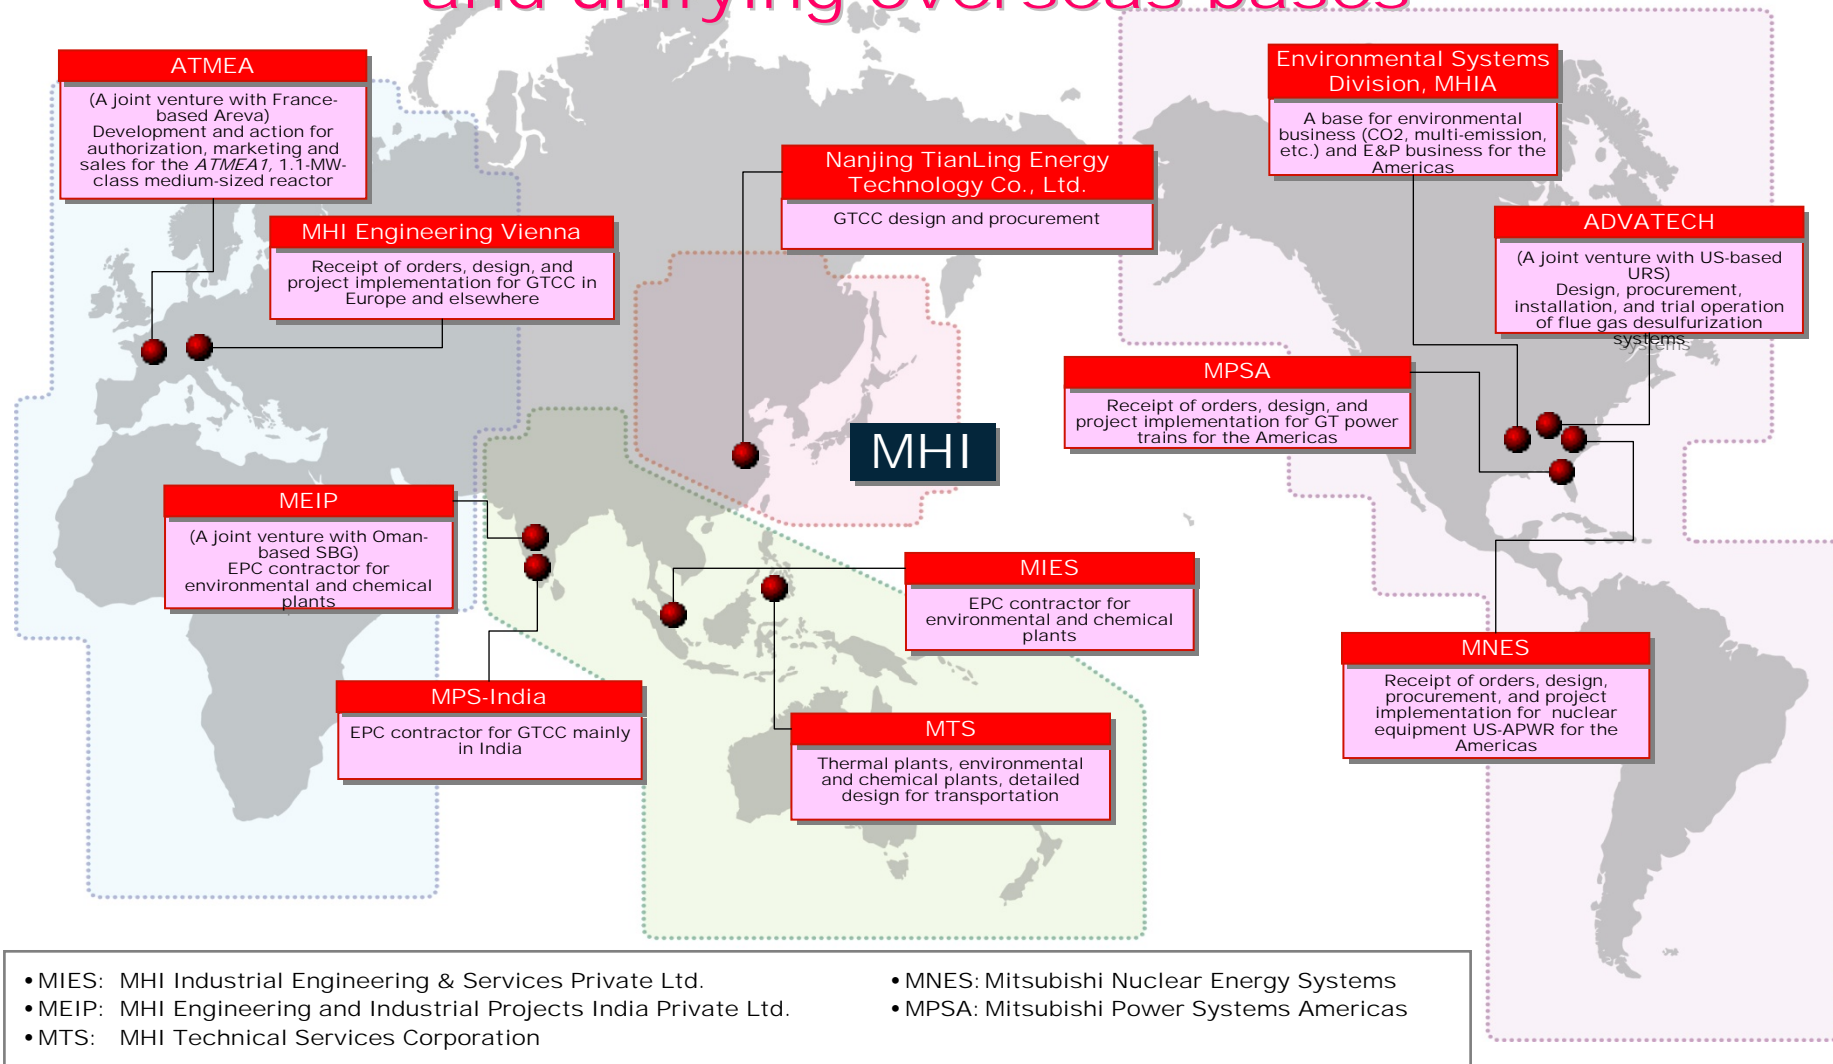 and unifying overseas bases
ATMEA
(A joint venture with France-
based Areva)
Development and action for
authorization, marketing and
sales for the ATMEA1, 1.1-MW-
class medium-sized reactor
MHI Engineering Vienna
Receipt of orders, design, and
project implementation for GTCC in
Europe and elsewhere
Nanjing TianLing Energy
Technology Co., Ltd.
GTCC design and procurement
Environmental Systems
Division, MHIA
A base for environmental
business (CO2, multi-emission,
etc.) and E&P business for the
Americas
ADVATECH
(A joint venture with US-based
URS)
Design, procurement,
installation, and trial operation
of flue gas desulfurization
systems
MPSA
Receipt of orders, design, and
project implementation for GT power
trains for the Americas
MHI
MEIP
(A joint venture with Oman-
based SBG)
EPC contractor for
environmental and chemical
plants
MIES
EPC contractor for
environmental and chemical
plants
MNES
Receipt of orders, design,
procurement, and project
implementation for nuclear
equipment US-APWR for the
Americas
MPS-India
EPC contractor for GTCC mainly
in India
MTS
Thermal plants, environmental
and chemical plants, detailed
design for transportation
•MIES: MHI Industrial Engineering & Services Private Ltd.
•MEIP: MHI Engineering and Industrial Projects India Private Ltd.
•MTS: MHI Technical Services Corporation
•MNES: Mitsubishi Nuclear Energy Systems
•MPSA: Mitsubishi Power Systems Americas